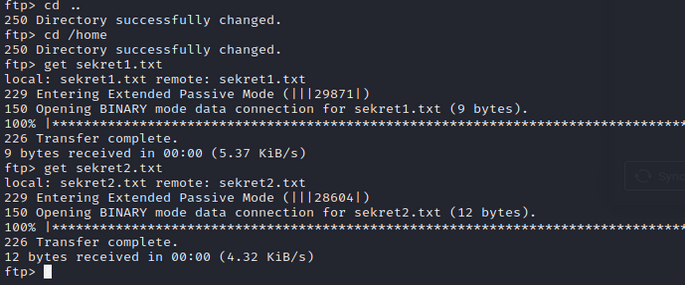 ftp> cd ..
250 Directory successfully changed.
ftp> cd /home
250 Directory successfully changed.
ftp> get sekret1.txt
local: sekret1.txt remote: sekret1.txt
229 Entering Extended Passive Mode (|||29871|)
150 Opening BINARY mode data connection for sekret1.txt (9 bytes).
100% |***********************************************************************
226 Transfer complete.
9 bytes received in 00:00 (5.37 KiB/s)
ftp> get sekret2.txt
local: sekret2.txt remote: sekret2.txt
229 Entering Extended Passive Mode (|||28604|)
150 Opening BINARY mode data connection for sekret2.txt (12 bytes).
100% |***********************************************************************
226 Transfer complete.
12 bytes received in 00:00 (4.32 KiB/s)
ftp>
Sync